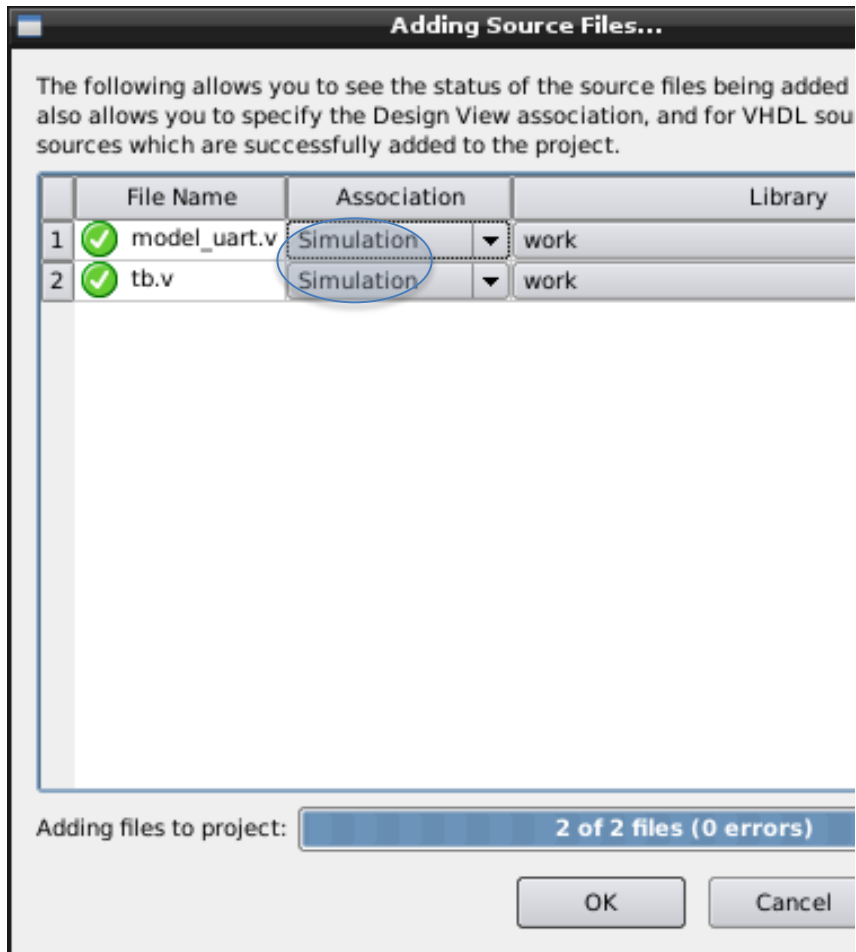 Adding Source Files...
The following allows you to see the status of the source files being added
also allows you to specify the Design View association, and for VHDL sou
sources which are successfully added to the project.
File Name Association Library
1 model_uart.v Simulation work
2 tb.v Simulation work
Adding files to project: 2 of 2 files (0 errors)
OK Cancel